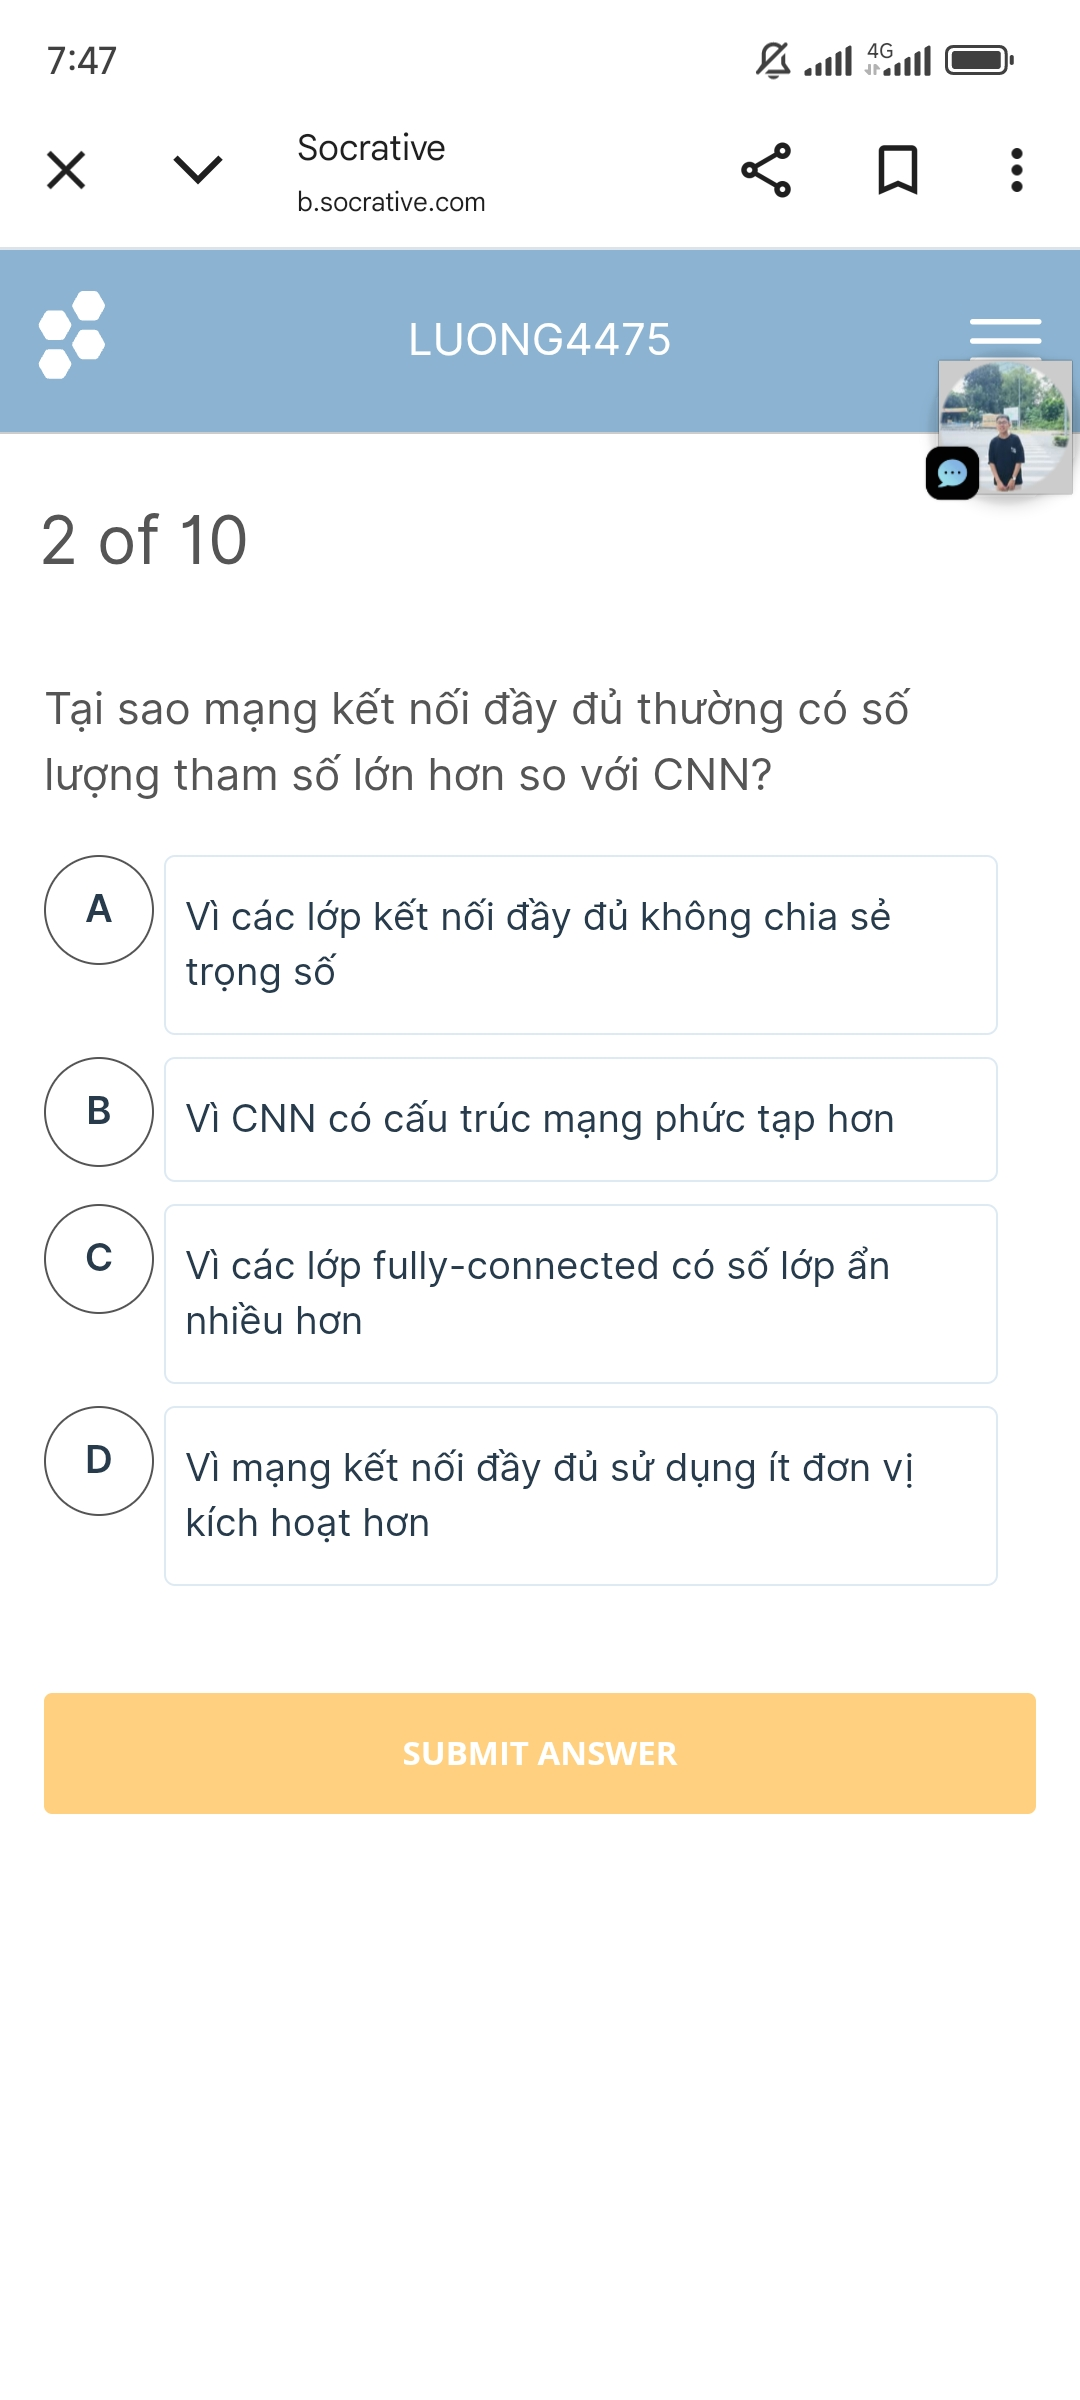 7:47
4G
Socrative
b.socrative.com
LUONG4475
2 of 10
Tại sao mạng kết nối đầy đủ thường có số
lượng tham số lớn hơn so với CNN?
A
Vì các lớp kết nối đầy đủ không chia sẻ
trọng số
B
Vì CNN có cấu trúc mạng phức tạp hơn
C
Vì các lớp fully-connected có số lớp ẩn
nhiều hơn
D
Vì mạng kết nối đầy đủ sử dụng ít đơn vị
kích hoạt hơn
SUBMIT ANSWER